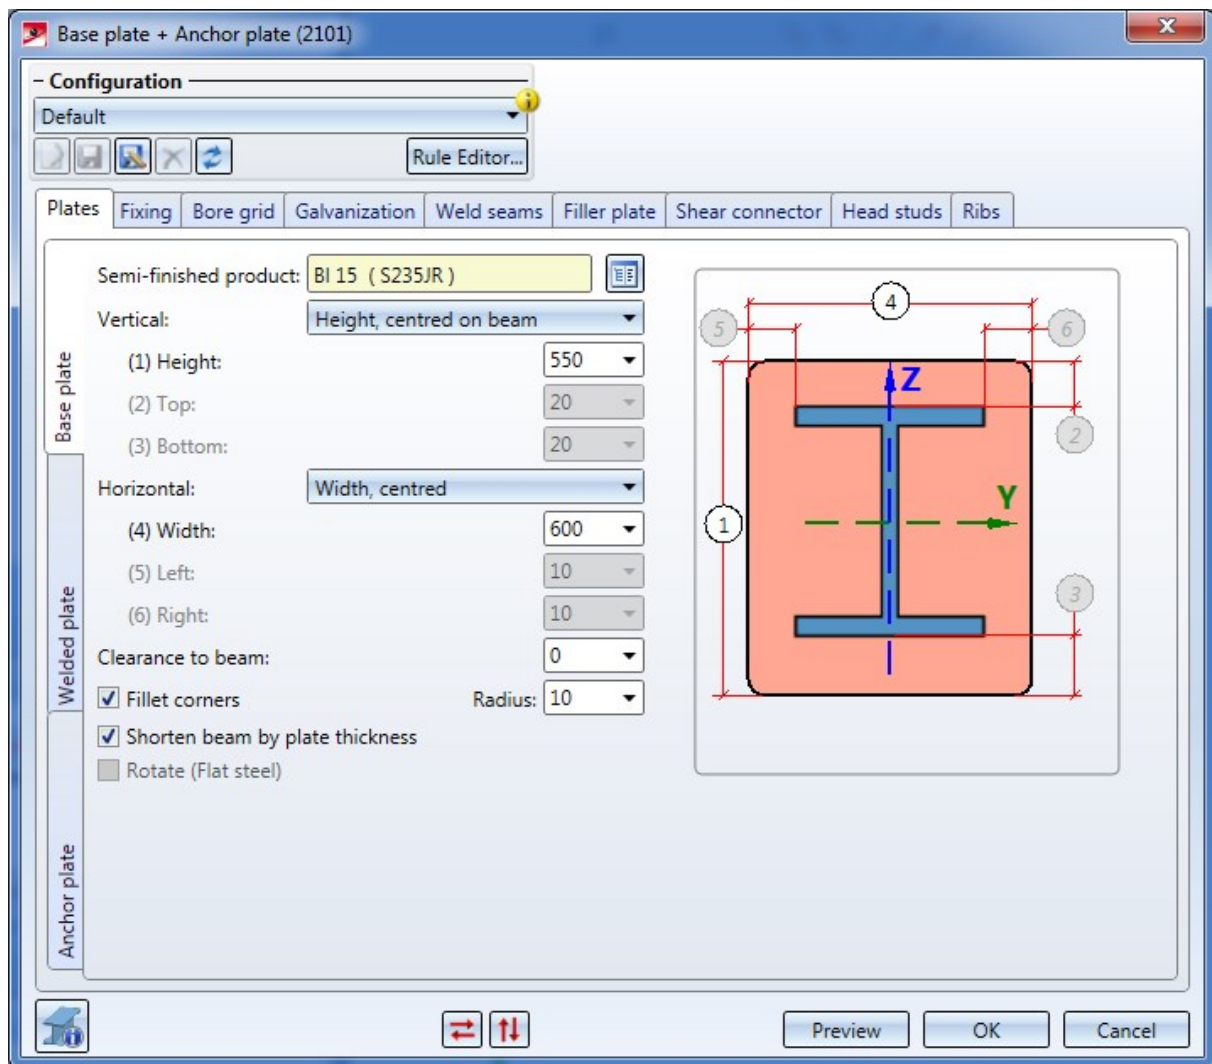 Base plate + Anchor plate (2101)
Configuration
Default
Rule Editor...
Plates Fixing Bore grid Galvanization Weld seams Filler plate Shear connector Head studs Ribs
Base plate
Welded plate
Anchor plate
Semi-finished product: Bl 15 ( S235JR )
Vertical: Height, centred on beam
(1) Height: 550
(2) Top: 20
(3) Bottom: 20
Horizontal: Width, centred
(4) Width: 600
(5) Left: 10
(6) Right: 10
Clearance to beam: 0
Fillet corners Radius: 10
Shorten beam by plate thickness
Rotate (Flat steel)
4
5 6
Z
2
Y
1
3
Preview OK Cancel